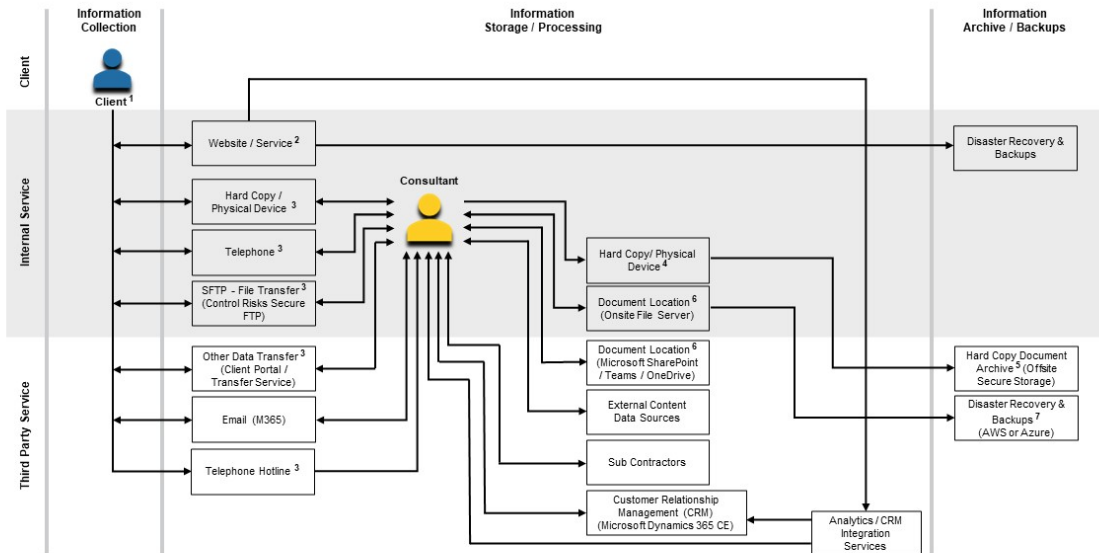 Information
Collection
Information
Storage / Processing
Information
Archive / Backups
Client
Internal Service
Third Party Service
Client 1
Website / Service 2
Disaster Recovery &
Backups
Consultant
Hard Copy /
Physical Device 3
Telephone 3
SFTP - File Transfer 3
(Control Risks Secure
FTP)
Other Data Transfer 3
(Client Portal /
Transfer Service)
Email (M365)
Telephone Hotline 3
Hard Copy/ Physical
Device 4
Document Location 6
(Onsite File Server)
Document Location 6
(Microsoft SharePoint
/ Teams / OneDrive)
External Content
Data Sources
Sub Contractors
Customer Relationship
Management (CRM)
(Microsoft Dynamics 365 CE)
Analytics / CRM
Integration
Services
Hard Copy Document
Archive 5 (Offsite
Secure Storage)
Disaster Recovery &
Backups 7
(AWS or Azure)